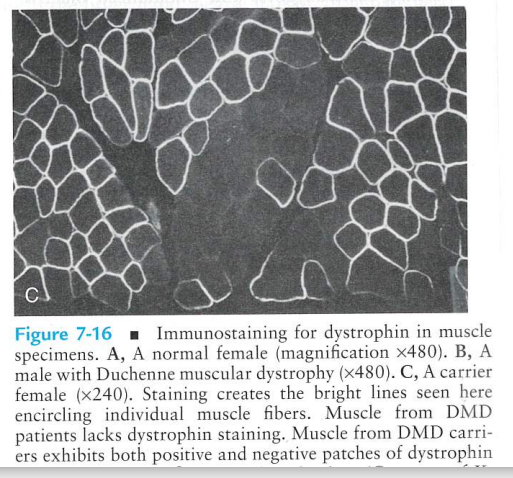 C
Figure 7-16 ■ Immunostaining for dystrophin in muscle
specimens. A, A normal female (magnification ×480). B, A
male with Duchenne muscular dystrophy (×480). C, A carrier
female (×240). Staining creates the bright lines seen here
encircling individual muscle fibers. Muscle from DMD
patients lacks dystrophin staining. Muscle from DMD carri-
ers exhibits both positive and negative patches of dystrophin